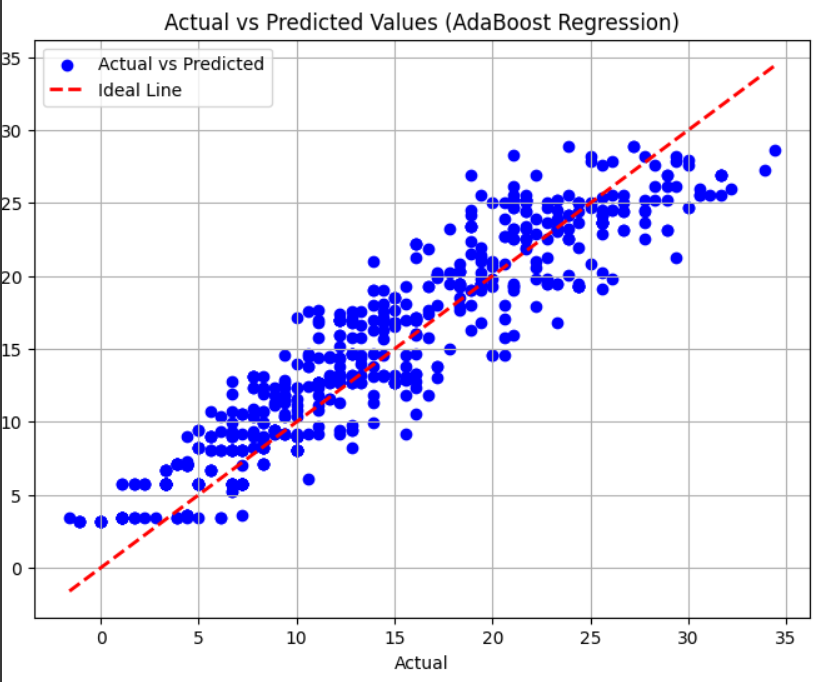 Actual vs Predicted Values (AdaBoost Regression)
Actual vs Predicted
Ideal Line
35
30
25
20
15
10
5
0
0 5 10 15 20 25 30 35
Actual